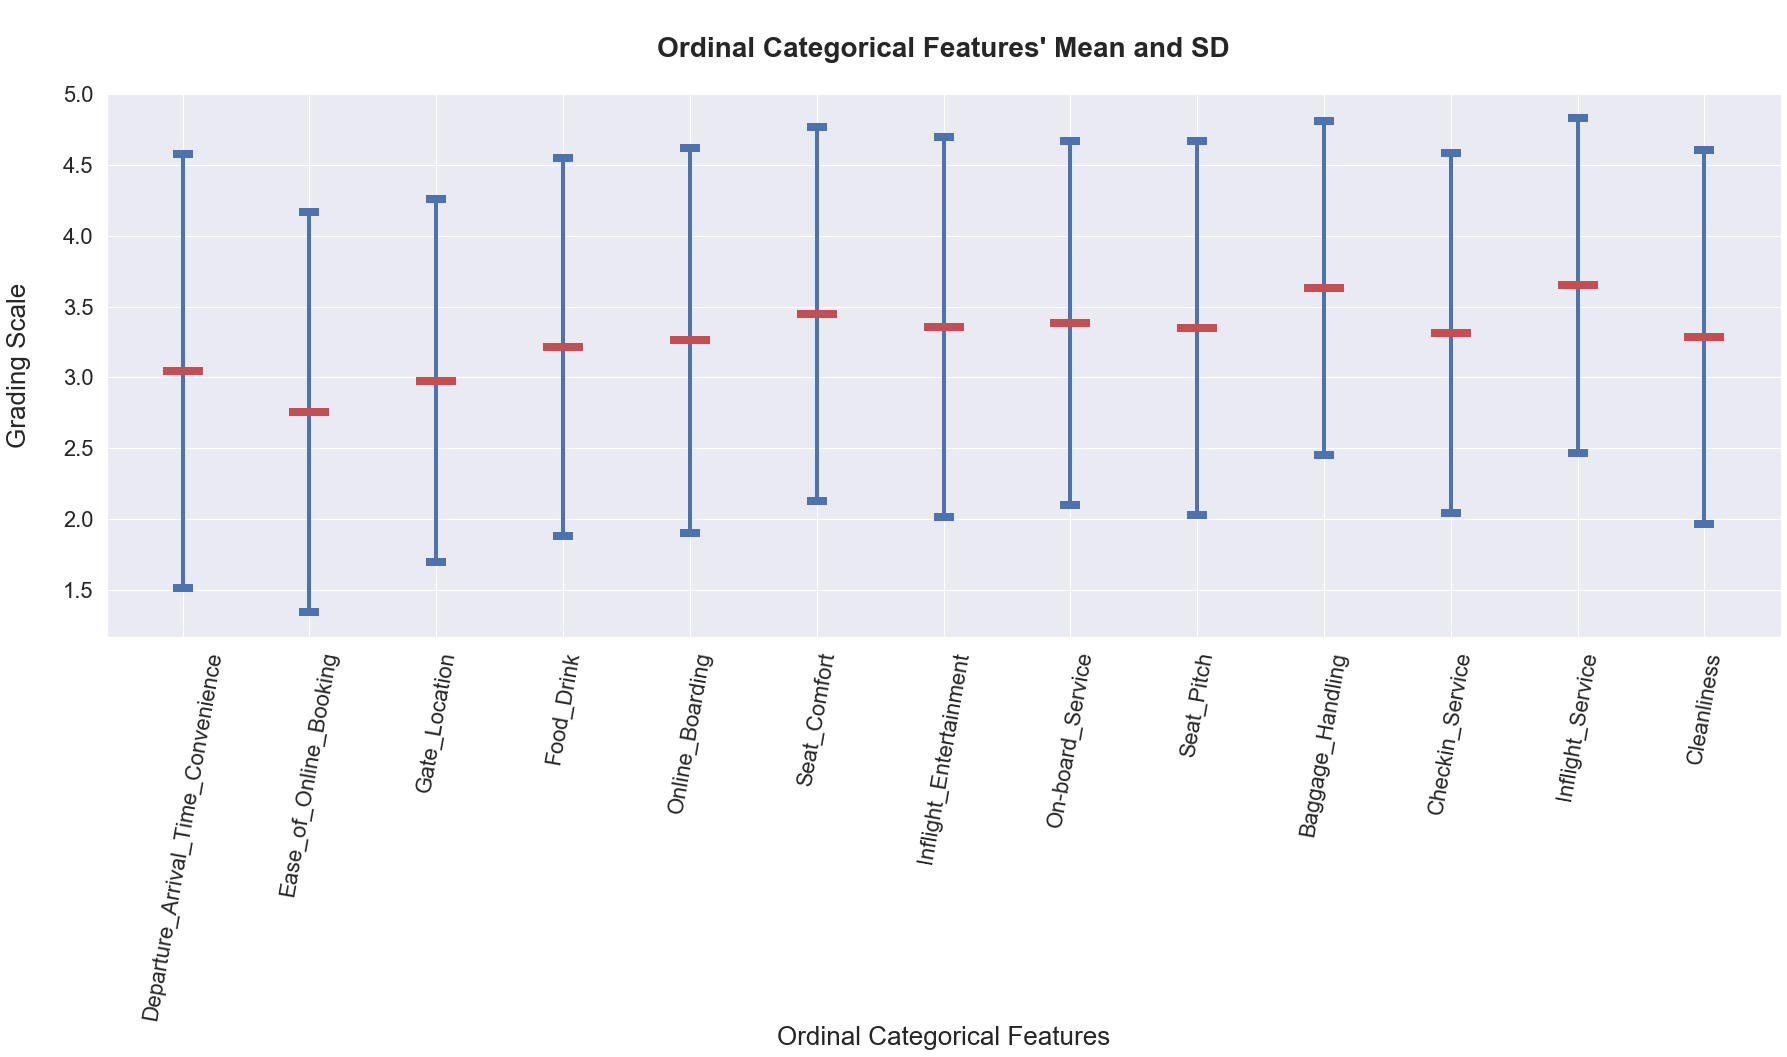 Ordinal Categorical Features' Mean and SD
5.0
4.5
4.0
3.5
3.0
2.5
2.0
1.5
Grading Scale
Departure_Arrival_Time_Convenience
Ease_of_Online_Booking
Gate_Location
Food_Drink
Online_Boarding
Seat_Comfort
Inflight_Entertainment
On-board_Service
Seat_Pitch
Baggage_Handling
Checkin_Service
Inflight_Service
Cleanliness
Ordinal Categorical Features